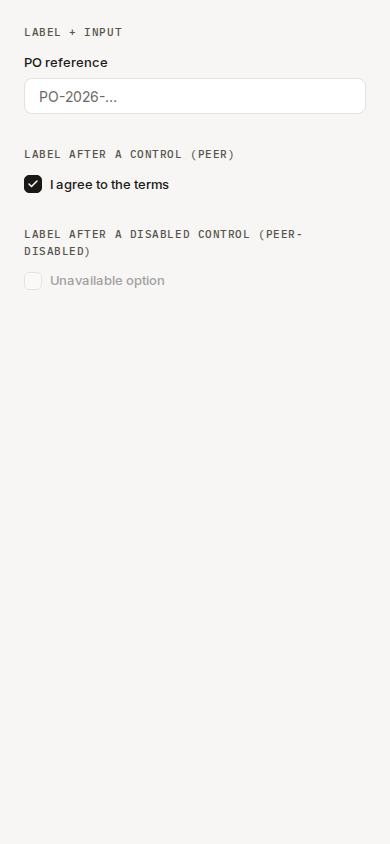 LABEL + INPUT
PO reference
PO-2026-...
LABEL AFTER A CONTROL (PEER)
I agree to the terms
LABEL AFTER A DISABLED CONTROL (PEER-
DISABLED)
Unavailable option